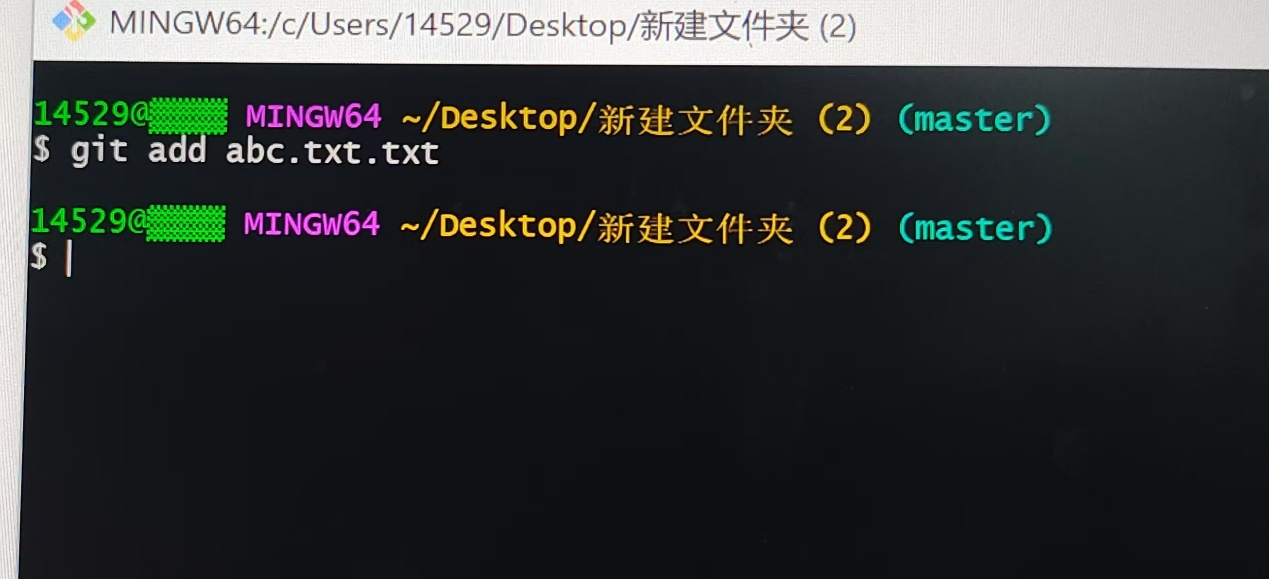 MINGW64:/c/Users/14529/Desktop/新建文件夹 (2)
14529@▒▒▒▒ MINGW64 ~/Desktop/新建文件夹 (2) (master)
$ git add abc.txt.txt
14529@▒▒▒▒ MINGW64 ~/Desktop/新建文件夹 (2) (master)
$